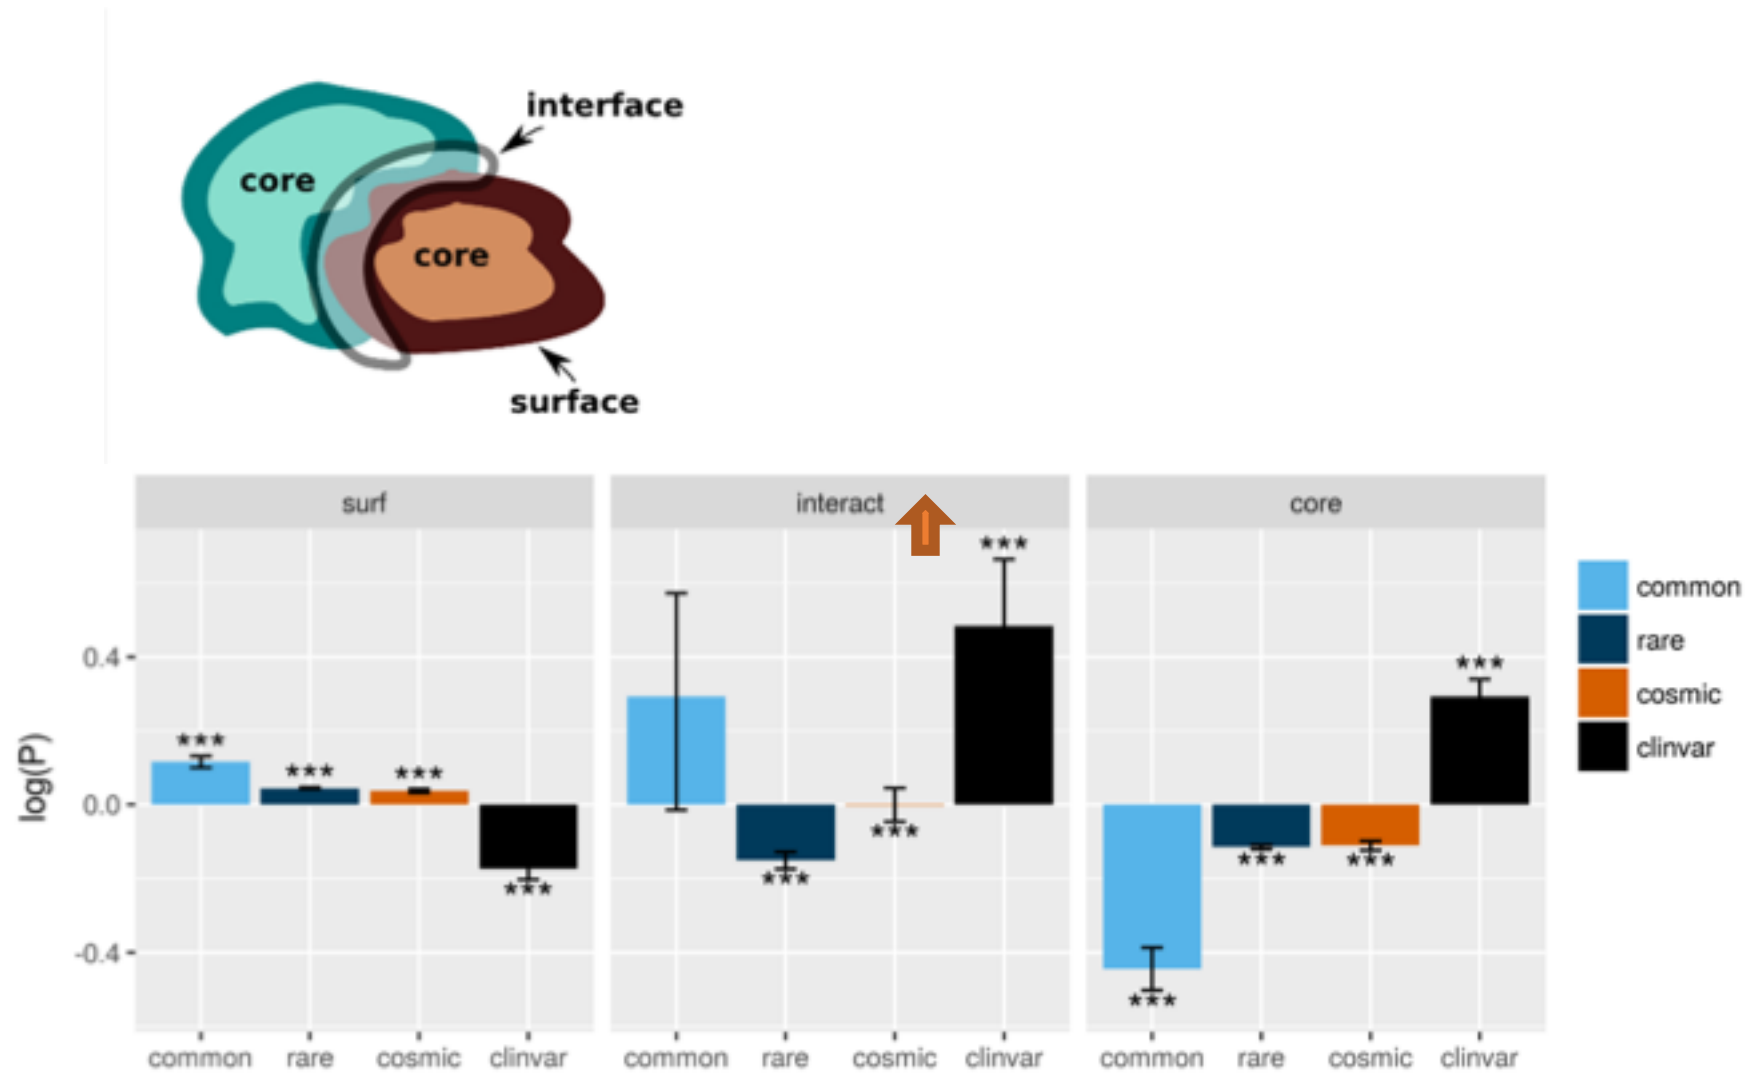 interface
core
core
surface
surf
interact
core
***
***
***
***
***
***
***
***
***
***
***
***
log(P)
0.4
0.0
-0.4
common
rare
cosmic
clinvar
common
rare
cosmic
clinvar
common
rare
cosmic
clinvar
common
rare
cosmic
clinvar